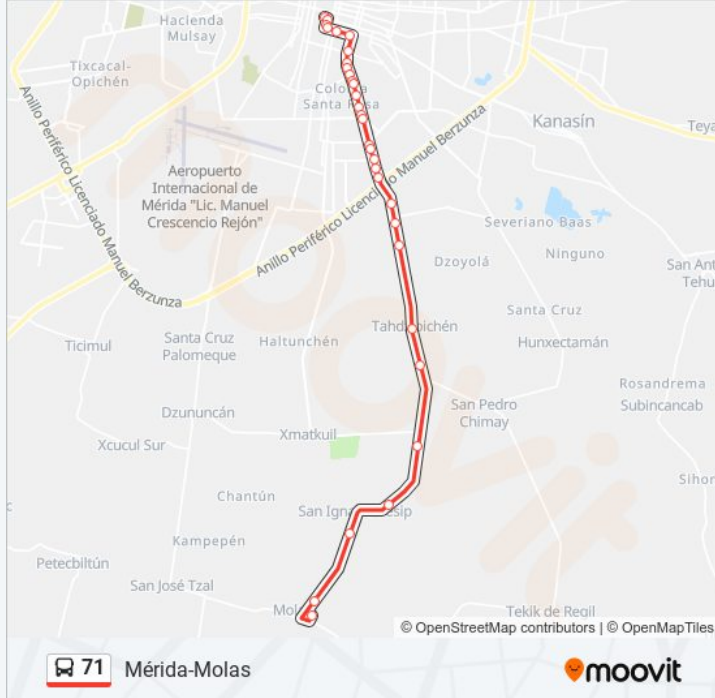 Hacienda
Mulsay
Tixcacal-
Opichén
Colonia
Santa Rosa
Kanasín
Teya
Anillo Periférico Licenciado Manuel Berzunza
Aeropuerto
Internacional de
Mérida "Lic. Manuel
Crescencio Rejón"
Anillo Periférico Licenciado Manuel Berzunza
Severiano Baas
Dzoyolá
Ninguno
San Ant
Tehu
Ticimul
Santa Cruz
Palomeque
Haltunchén
Santa Cruz
Hunxectamán
Dzununcán
San Pedro
Chimay
Rosandrema
Subincancab
Xmatkuil
Xcucul Sur
Chantún
Sihor
Kampepén
Petecbiltún
San José Tzal
Tekik de Regil
moovit
© OpenStreetMap contributors | © OpenMapTiles
71 Mérida-Molas
moovit